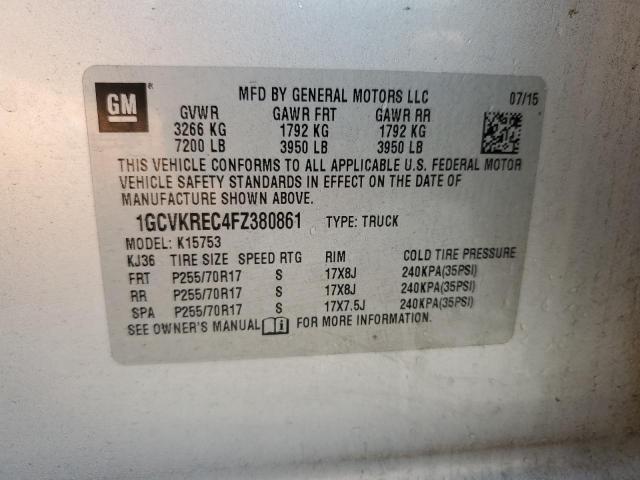 GM ®
MFD BY GENERAL MOTORS LLC 07/15
GVWR GAWR FRT GAWR RR
3266 KG 1792 KG 1792 KG
7200 LB 3950 LB 3950 LB
THIS VEHICLE CONFORMS TO ALL APPLICABLE U.S. FEDERAL MOTOR
VEHICLE SAFETY STANDARDS IN EFFECT ON THE DATE OF
MANUFACTURE SHOWN ABOVE.
1GCVKREC4FZ380861 TYPE: TRUCK
MODEL: K15753
KJ36 TIRE SIZE SPEED RTG RIM COLD TIRE PRESSURE
FRT P255/70R17 S 17X8J 240KPA(35PSI)
RR P255/70R17 S 17X8J 240KPA(35PSI)
SPA P255/70R17 S 17X7.5J 240KPA(35PSI)
SEE OWNER'S MANUAL FOR MORE INFORMATION.